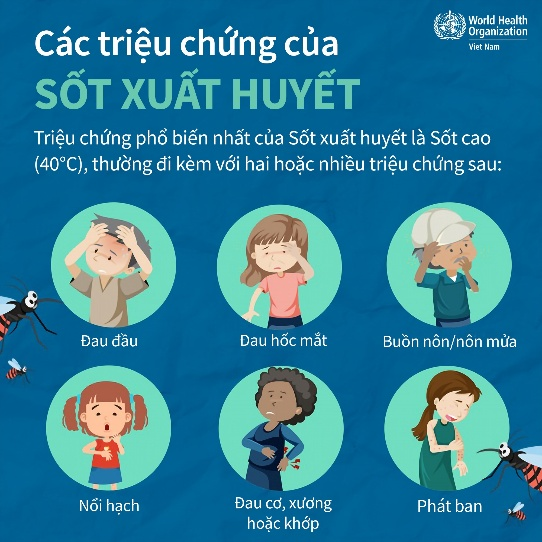 Các triệu chứng của
SỐT XUẤT HUYẾT
World Health
Organization
Viet Nam
Triệu chứng phổ biến nhất của Sốt xuất huyết là Sốt cao
(40°C), thường đi kèm với hai hoặc nhiều triệu chứng sau:
Đau đầu
Đau hốc mắt
Buồn nôn/nôn mửa
Nổi hạch
Đau cơ, xương
hoặc khớp
Phát ban